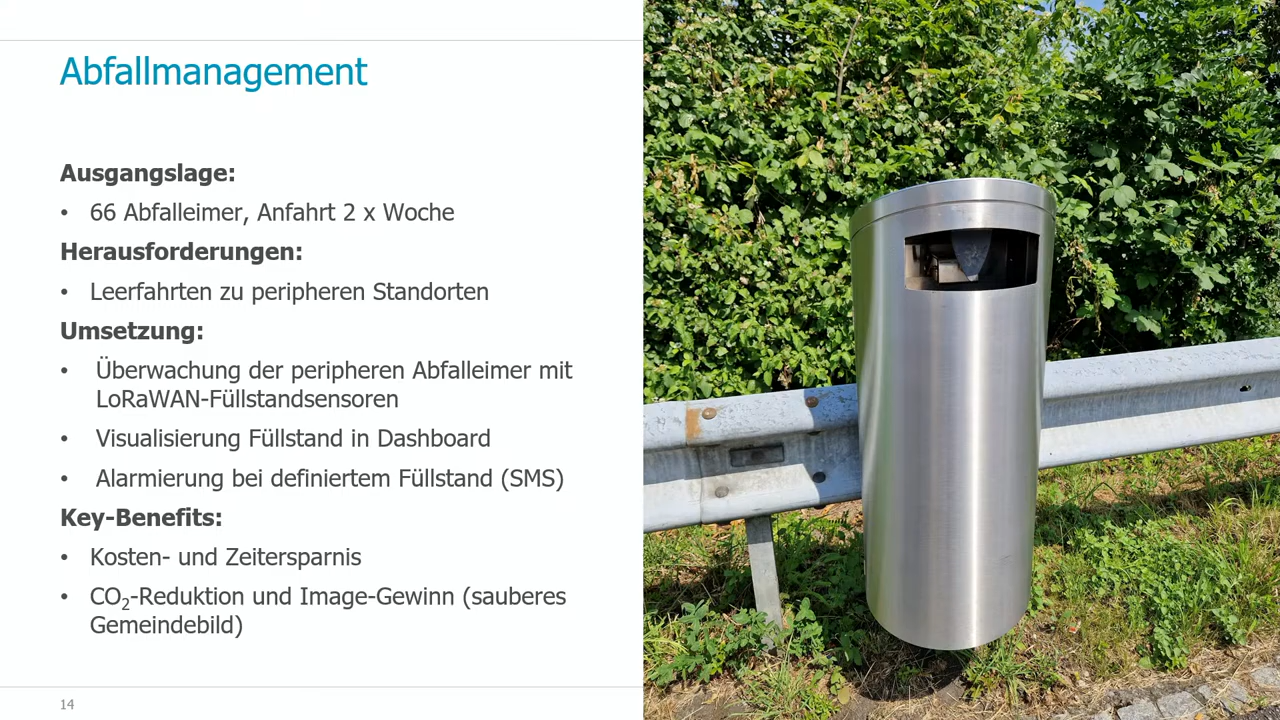 Abfallmanagement
Ausgangslage:
• 66 Abfalleimer, Anfahrt 2 x Woche
Herausforderungen:
• Leerfahrten zu peripheren Standorten
Umsetzung:
• Überwachung der peripheren Abfalleimer mit
LoRaWAN-Füllstandsensoren
• Visualisierung Füllstand in Dashboard
• Alarmierung bei definiertem Füllstand (SMS)
Key-Benefits:
• Kosten- und Zeitersparnis
• CO₂-Reduktion und Image-Gewinn (sauberes
Gemeindebild)
14